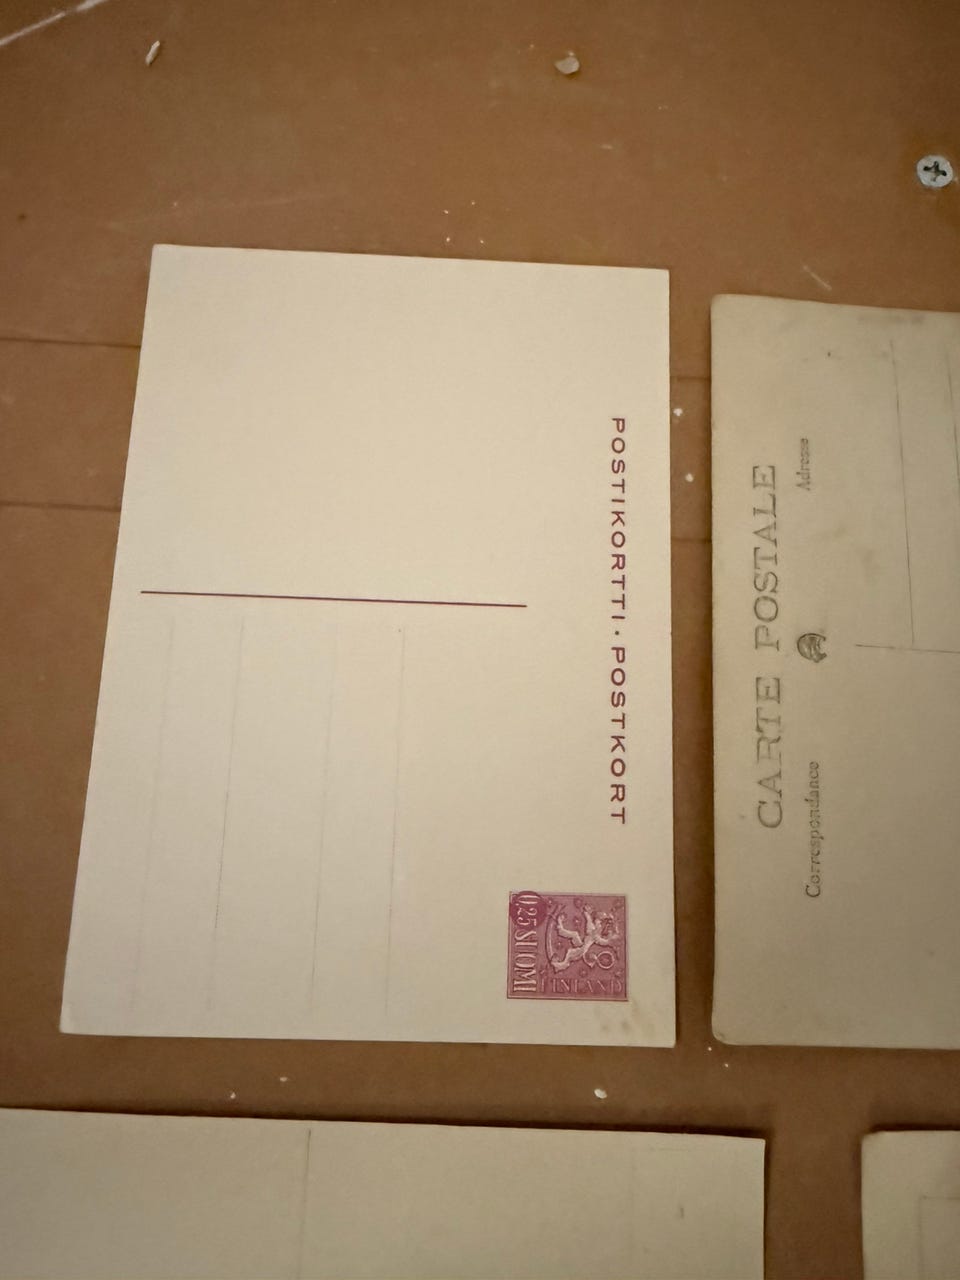 POSTIKORTTI · POSTKORT
0,25 SUOMI
FINLAND
CARTE POSTALE
Correspondance
Adresse